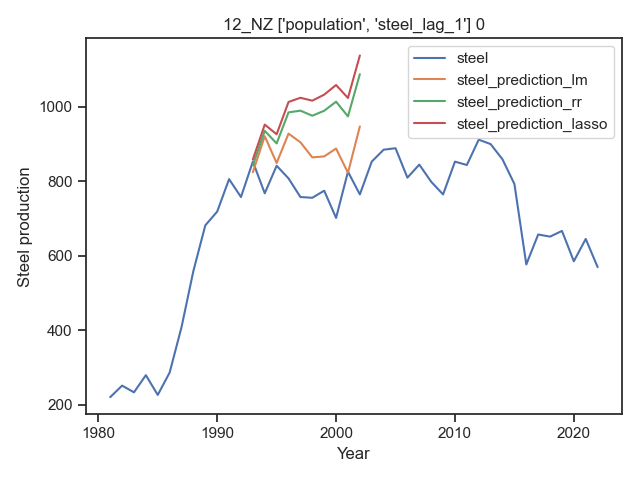 12_NZ ['population', 'steel_lag_1'] 0
steel
steel_prediction_lm
steel_prediction_rr
steel_prediction_lasso
Steel production
1000
800
600
400
200
1980
1990
2000
2010
2020
Year